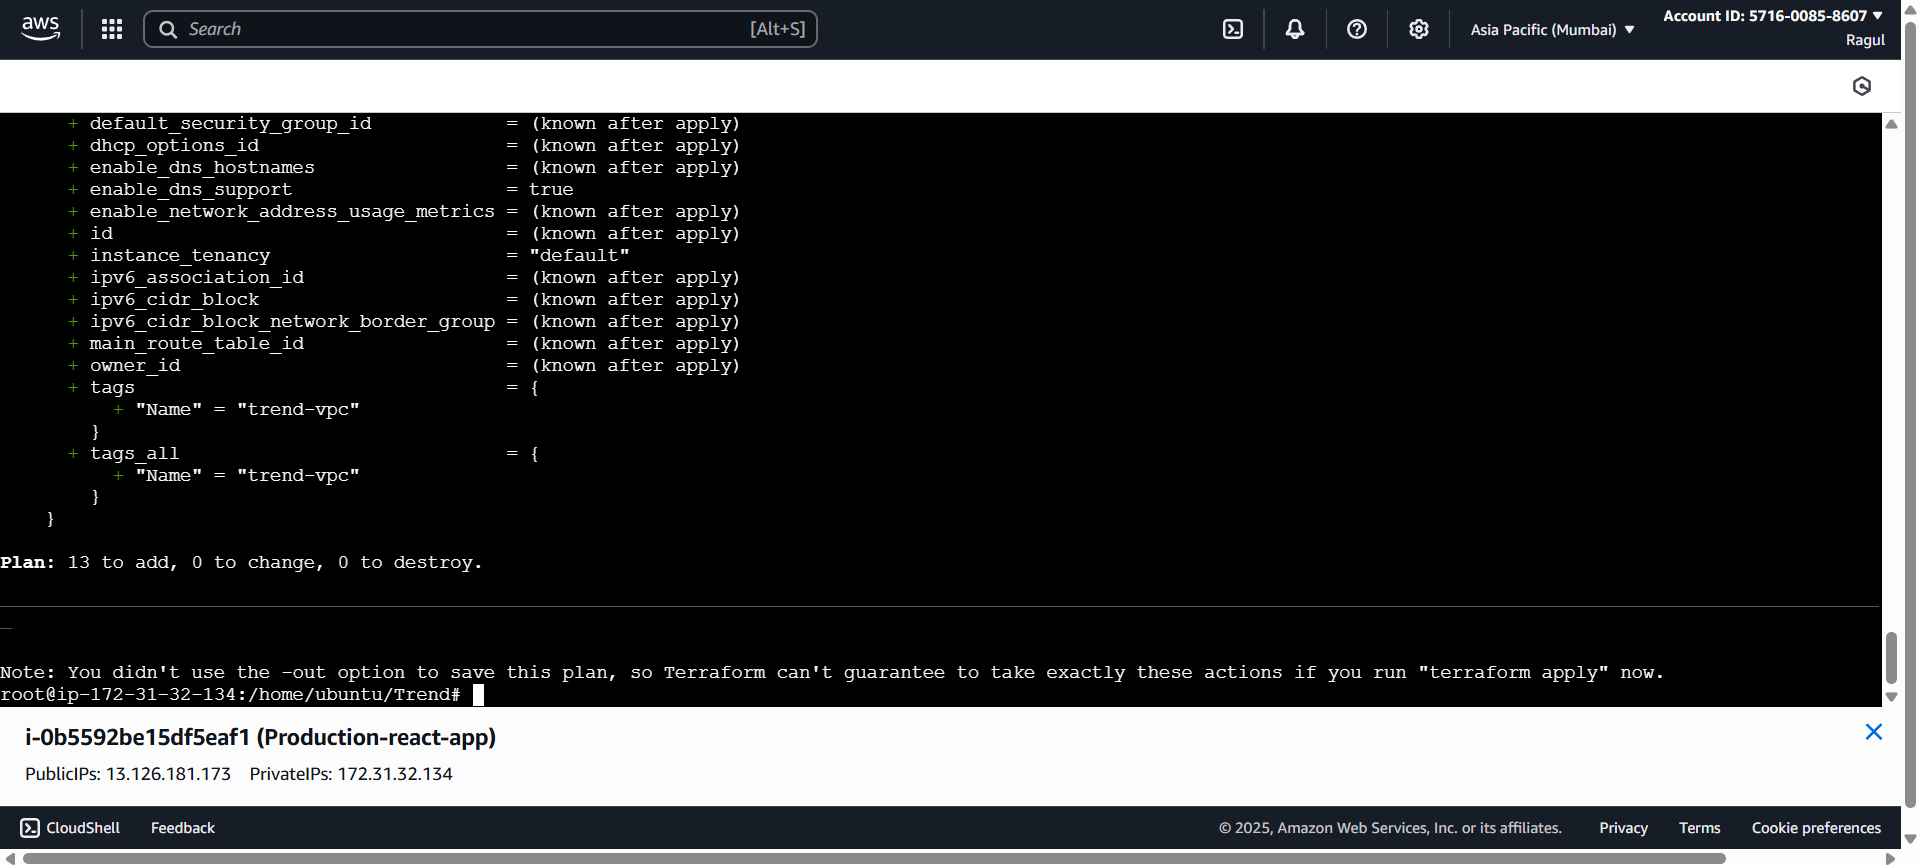 aws
Search
[Alt+S]
Asia Pacific (Mumbai)
Account ID: 5716-0085-8607
Ragul
+ default_security_group_id = (known after apply)
+ dhcp_options_id = (known after apply)
+ enable_dns_hostnames = (known after apply)
+ enable_dns_support = true
+ enable_network_address_usage_metrics = (known after apply)
+ id = (known after apply)
+ instance_tenancy = "default"
+ ipv6_association_id = (known after apply)
+ ipv6_cidr_block = (known after apply)
+ ipv6_cidr_block_network_border_group = (known after apply)
+ main_route_table_id = (known after apply)
+ owner_id = (known after apply)
+ tags = {
+ "Name" = "trend-vpc"
}
+ tags_all = {
+ "Name" = "trend-vpc"
}
}
Plan: 13 to add, 0 to change, 0 to destroy.
Note: You didn't use the -out option to save this plan, so Terraform can't guarantee to take exactly these actions if you run "terraform apply" now.
root@ip-172-31-32-134:/home/ubuntu/Trend#
i-0b5592be15df5eaf1 (Production-react-app)
PublicIPs: 13.126.181.173 PrivateIPs: 172.31.32.134
CloudShell Feedback © 2025, Amazon Web Services, Inc. or its affiliates. Privacy Terms Cookie preferences